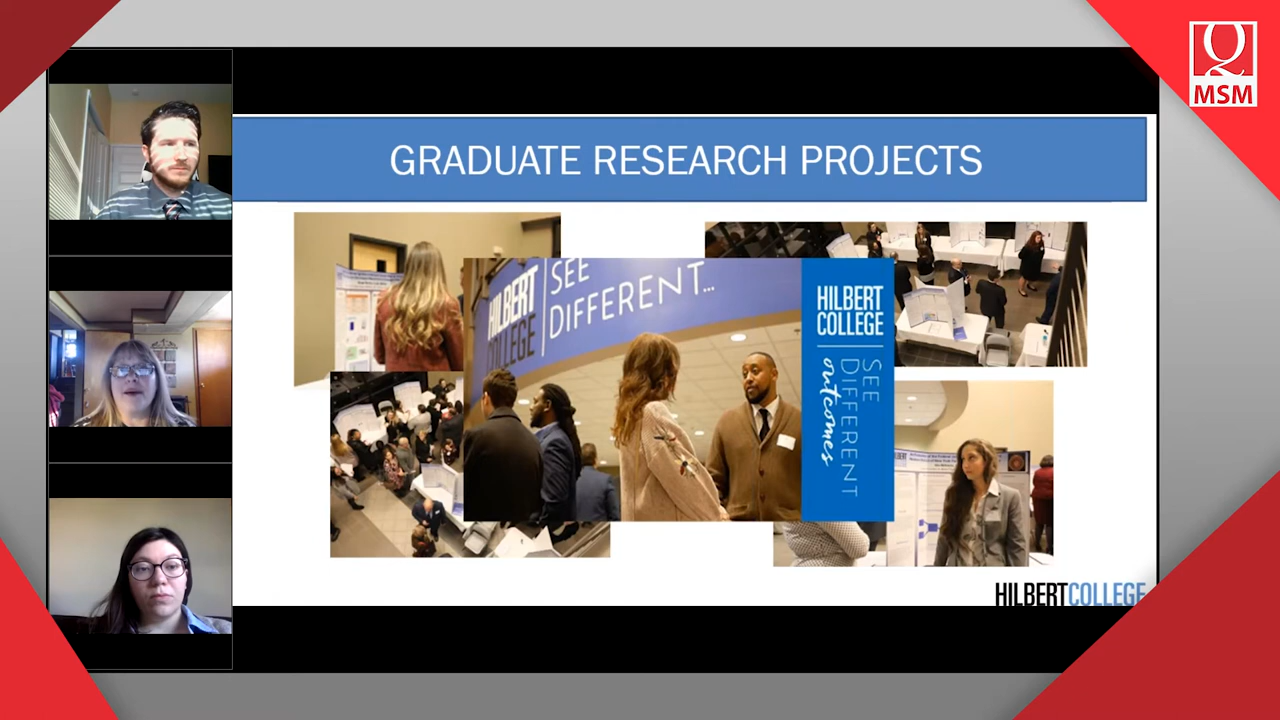 MSM
GRADUATE RESEARCH PROJECTS
HILBERT
COLLEGE
SEE
DIFFERENT...
HILBERT
COLLEGE
SEE
DIFFERENT
outcomes
HILBERTCOLLEGE